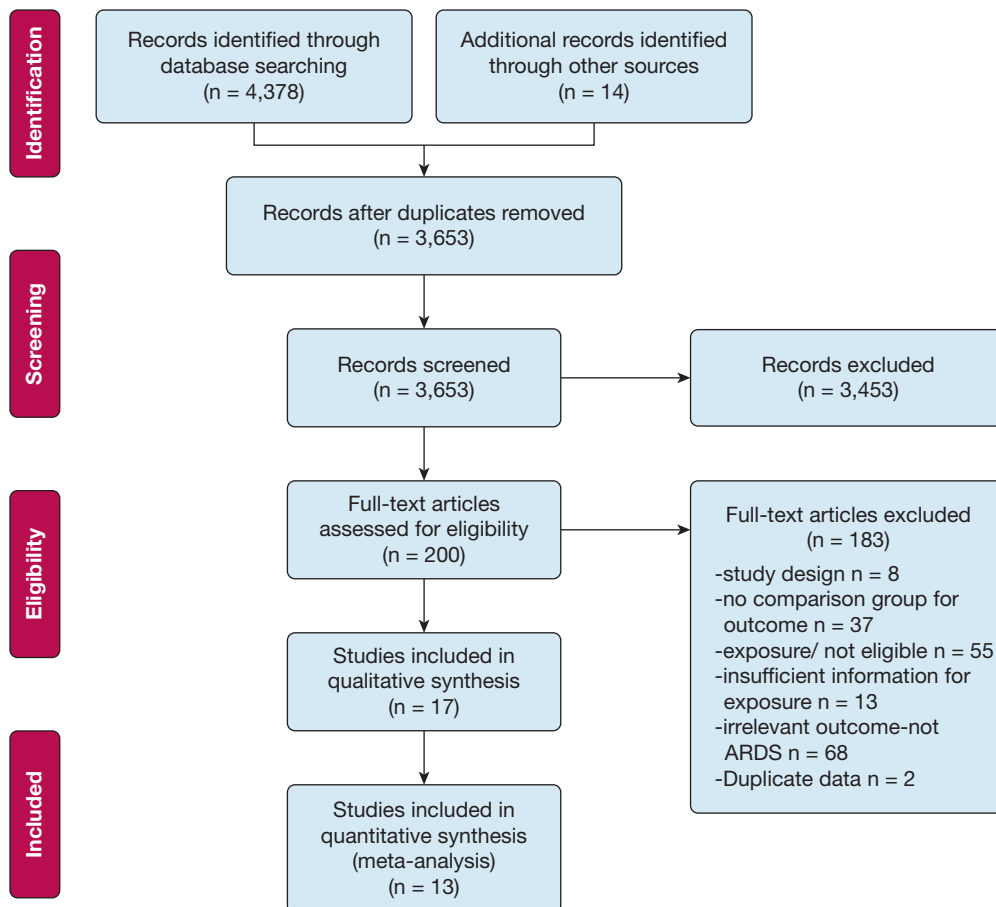 Identification
Records identified through
database searching
(n = 4,378)
Additional records identified
through other sources
(n = 14)
Records after duplicates removed
(n = 3,653)
Screening
Records screened
(n = 3,653)
Records excluded
(n = 3,453)
Eligibility
Full-text articles
assessed for eligibility
(n = 200)
Full-text articles excluded
(n = 183)
-study design n = 8
-no comparison group for
outcome n = 37
-exposure/ not eligible n = 55
-insufficient information for
exposure n = 13
-irrelevant outcome-not
ARDS n = 68
-Duplicate data n = 2
Studies included in
qualitative synthesis
(n = 17)
Included
Studies included in
quantitative synthesis
(meta-analysis)
(n = 13)